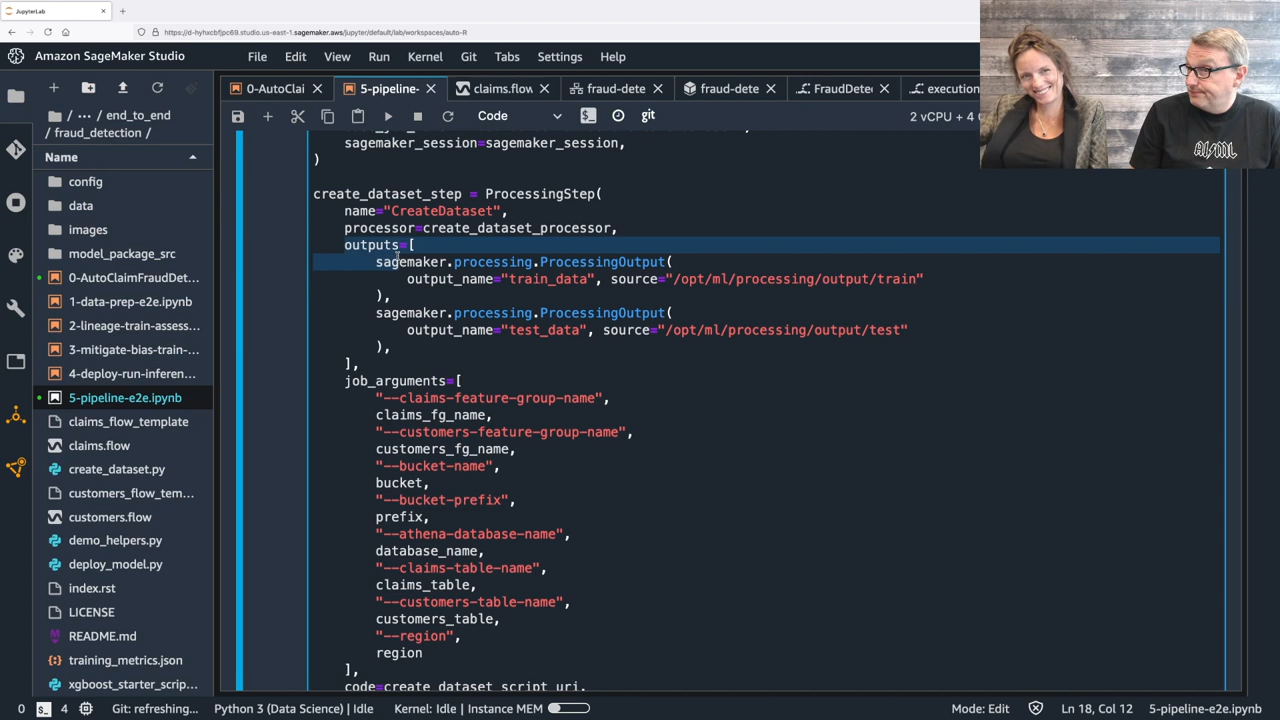 JupyterLab
https://d-hyhxcbfjpc69.studio.us-east-1.sagemaker.aws/jupyter/default/lab/workspaces/auto-R
Amazon SageMaker Studio
File Edit View Run Kernel Git Tabs Settings Help
0-AutoClai
5-pipeline-
claim
fraud-dete
fraud-dete
FraudDete
execution
/ ... / end_to_end
/ fraud_detection /
Code
git
2 vCPU + 4
Name
config
data
images
model_package_src
0-AutoClaimFraudDet...
1-data-prep-e2e.ipynb
2-lineage-train-assess...
3-mitigate-bias-train-...
4-deploy-run-inferen...
5-pipeline-e2e.ipynb
claims_flow_template
claims.flow
create_dataset.py
customers_flow_tem...
customers.flow
demo_helpers.py
deploy_model.py
index.rst
LICENSE
README.md
training_metrics.json
xgboost_starter_scrip...
sagemaker_session=sagemaker_session,
)
create_dataset_step = ProcessingStep(
name="CreateDataset",
processor=create_dataset_processor,
outputs=[
sagemaker.processing.ProcessingOutput(
output_name="train_data", source="/opt/ml/processing/output/train"
),
sagemaker.processing.ProcessingOutput(
output_name="test_data", source="/opt/ml/processing/output/test"
),
],
job_arguments=[
"--claims-feature-group-name",
claims_fg_name,
"--customers-feature-group-name",
customers_fg_name,
"--bucket-name",
bucket,
"--bucket-prefix",
prefix,
"--athena-database-name",
database_name,
"--claims-table-name",
claims_table,
"--customers-table-name",
customers_table,
"--region",
region
],
code=create_dataset_script_uri,
AI/ML
0
4
Git: refreshing...
Python 3 (Data Science) | Idle
Kernel: Idle | Instance MEM
Mode: Edit
Ln 18, Col 12
5-pipeline-e2e.ipynb